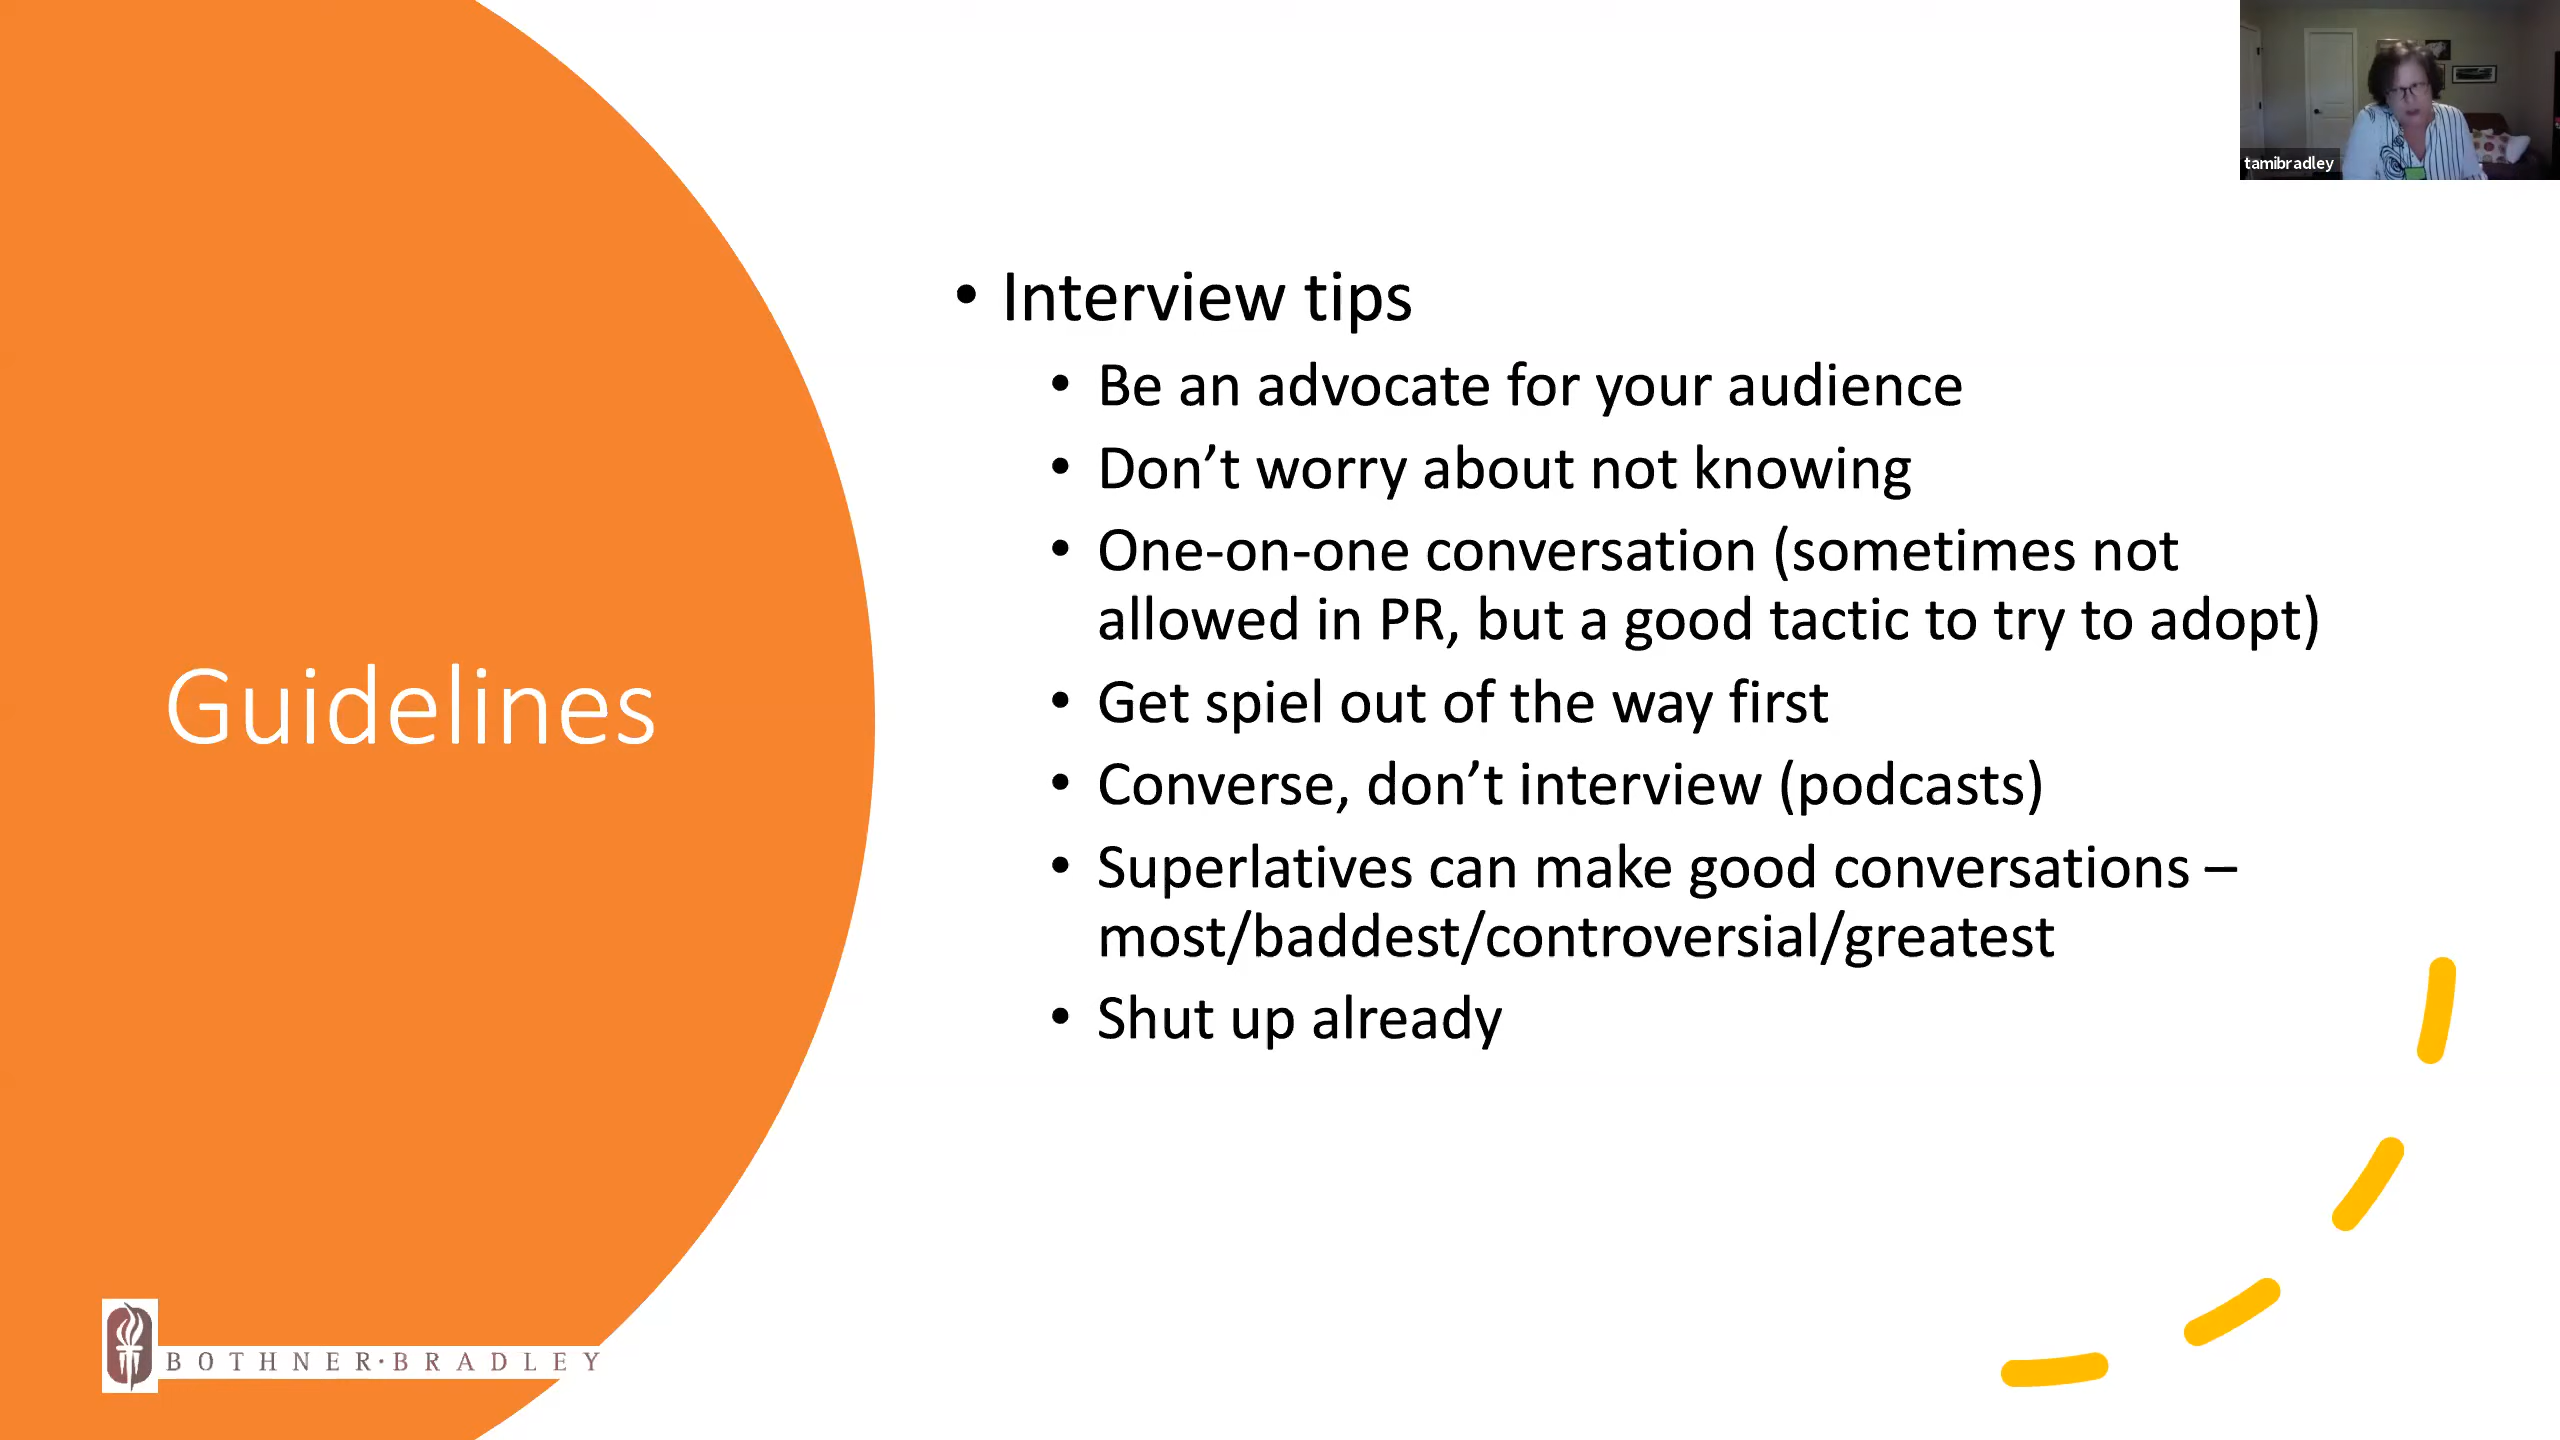 tamibradley
• Interview tips
• Be an advocate for your audience
• Don’t worry about not knowing
• One-on-one conversation (sometimes not
allowed in PR, but a good tactic to try to adopt)
• Get spiel out of the way first
• Converse, don’t interview (podcasts)
• Superlatives can make good conversations –
most/baddest/controversial/greatest
• Shut up already
Guidelines
BOTHNER·BRADLEY